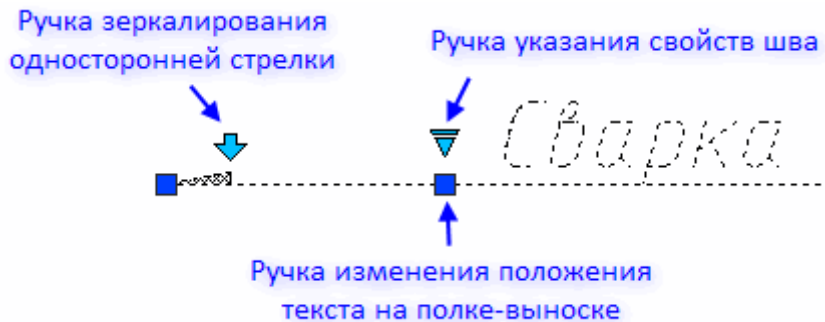 Ручка зеркалирования
односторонней стрелки
Ручка указания свойств шва
Сварка
Ручка изменения положения
текста на полке-выноске